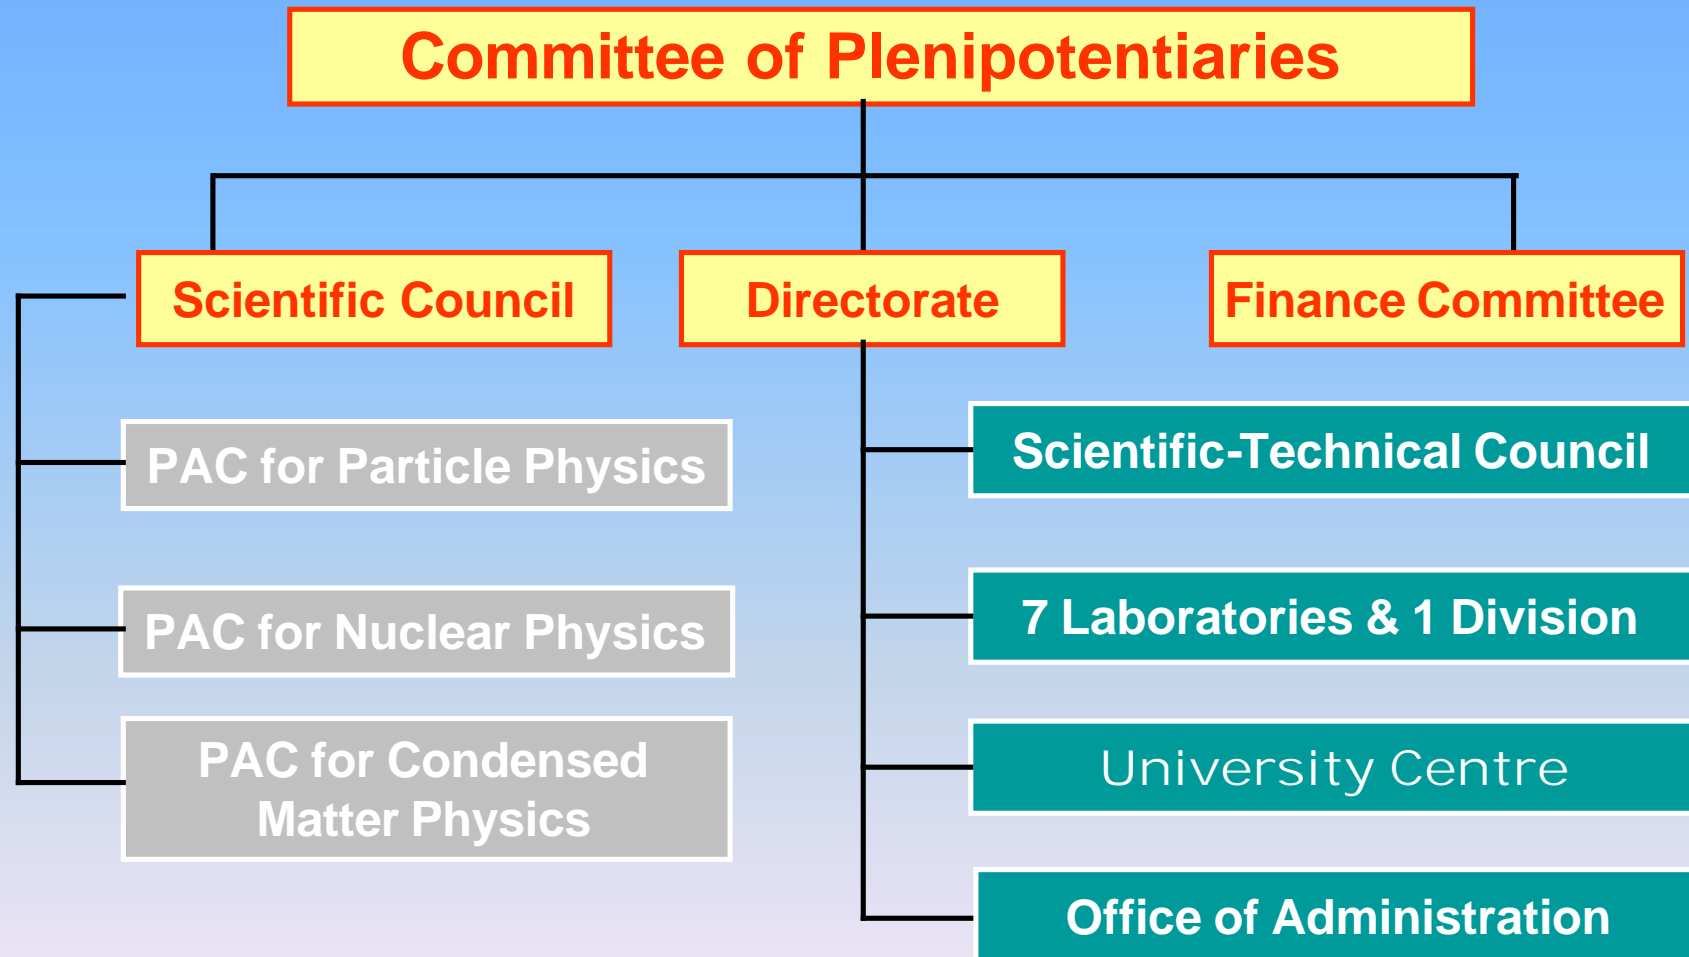 Committee of Plenipotentiaries
Scientific Council
Directorate
Finance Committee
PAC for Particle Physics
PAC for Nuclear Physics
PAC for Condensed
Matter Physics
Scientific-Technical Council
7 Laboratories & 1 Division
University Centre
Office of Administration